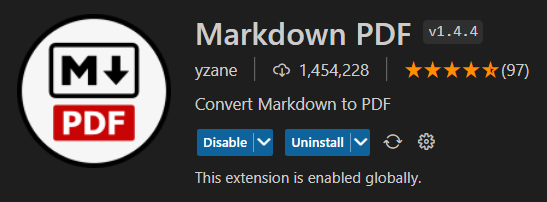 M
PDF
Markdown PDF v1.4.4
yzane 1,454,228 (97)
Convert Markdown to PDF
Disable Uninstall
This extension is enabled globally.